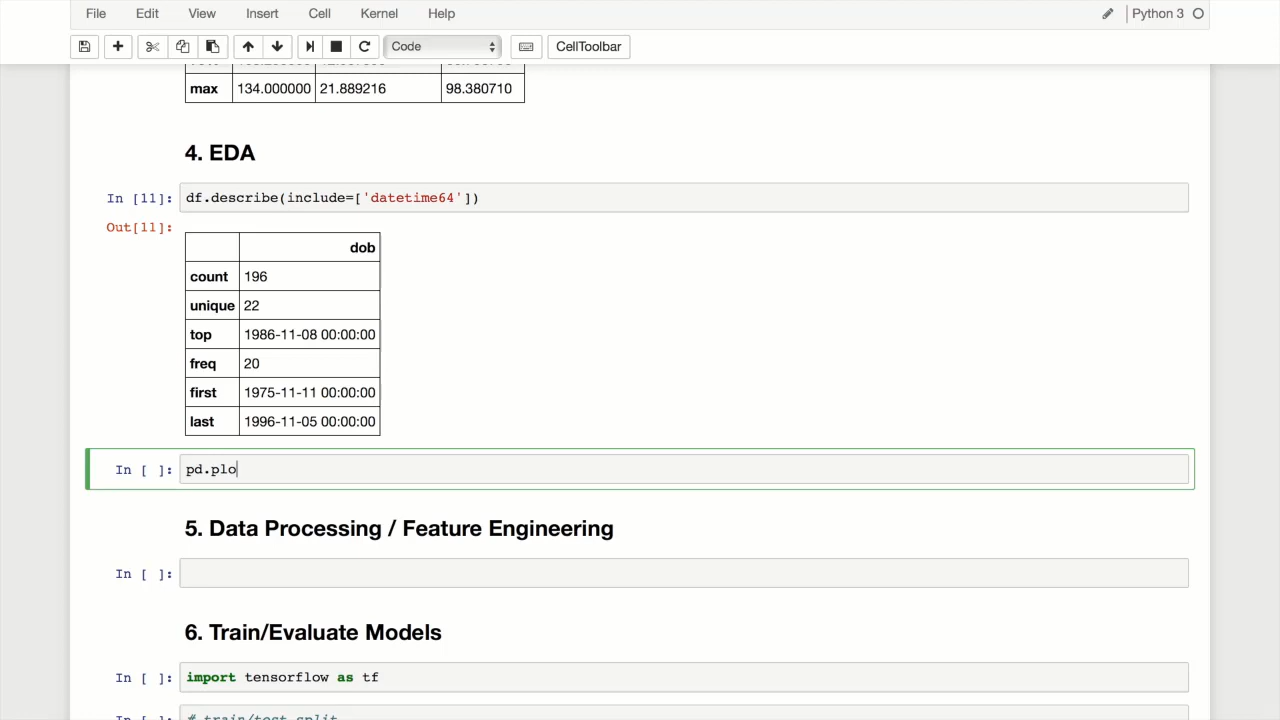 File Edit View Insert Cell Kernel Help Python 3
Code CellToolbar
max 134.000000 21.889216 98.380710
4. EDA
In [11]: df.describe(include=['datetime64'])
Out[11]:
dob
count 196
unique 22
top 1986-11-08 00:00:00
freq 20
first 1975-11-11 00:00:00
last 1996-11-05 00:00:00
In [ ]: pd.plo
5. Data Processing / Feature Engineering
In [ ]:
6. Train/Evaluate Models
In [ ]: import tensorflow as tf
# train/test split